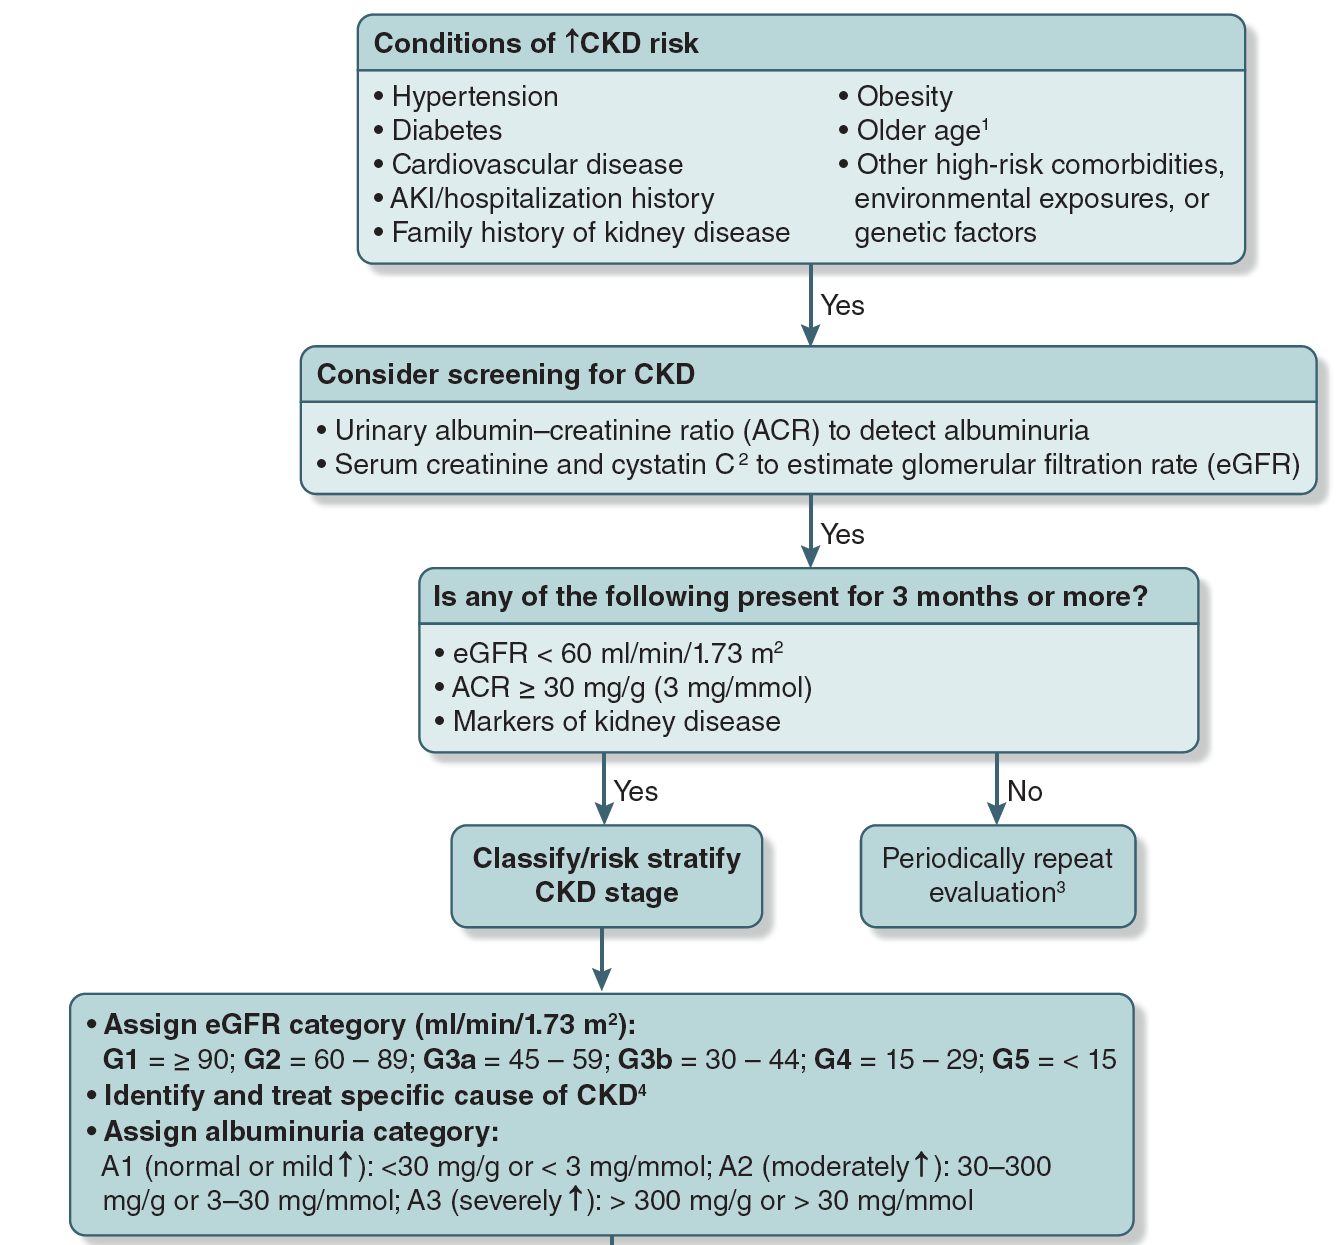 Conditions of ↑CKD risk
• Hypertension
• Diabetes
• Cardiovascular disease
• AKI/hospitalization history
• Family history of kidney disease
• Obesity
• Older age¹
• Other high-risk comorbidities,
environmental exposures, or
genetic factors
Yes
Consider screening for CKD
• Urinary albumin–creatinine ratio (ACR) to detect albuminuria
• Serum creatinine and cystatin C² to estimate glomerular filtration rate (eGFR)
Yes
Is any of the following present for 3 months or more?
• eGFR < 60 ml/min/1.73 m²
• ACR ≥ 30 mg/g (3 mg/mmol)
• Markers of kidney disease
Yes
No
Classify/risk stratify
CKD stage
Periodically repeat
evaluation³
• Assign eGFR category (ml/min/1.73 m²):
G1 = ≥ 90; G2 = 60 – 89; G3a = 45 – 59; G3b = 30 – 44; G4 = 15 – 29; G5 = < 15
• Identify and treat specific cause of CKD⁴
• Assign albuminuria category:
A1 (normal or mild↑): <30 mg/g or < 3 mg/mmol; A2 (moderately↑): 30–300
mg/g or 3–30 mg/mmol; A3 (severely↑): > 300 mg/g or > 30 mg/mmol